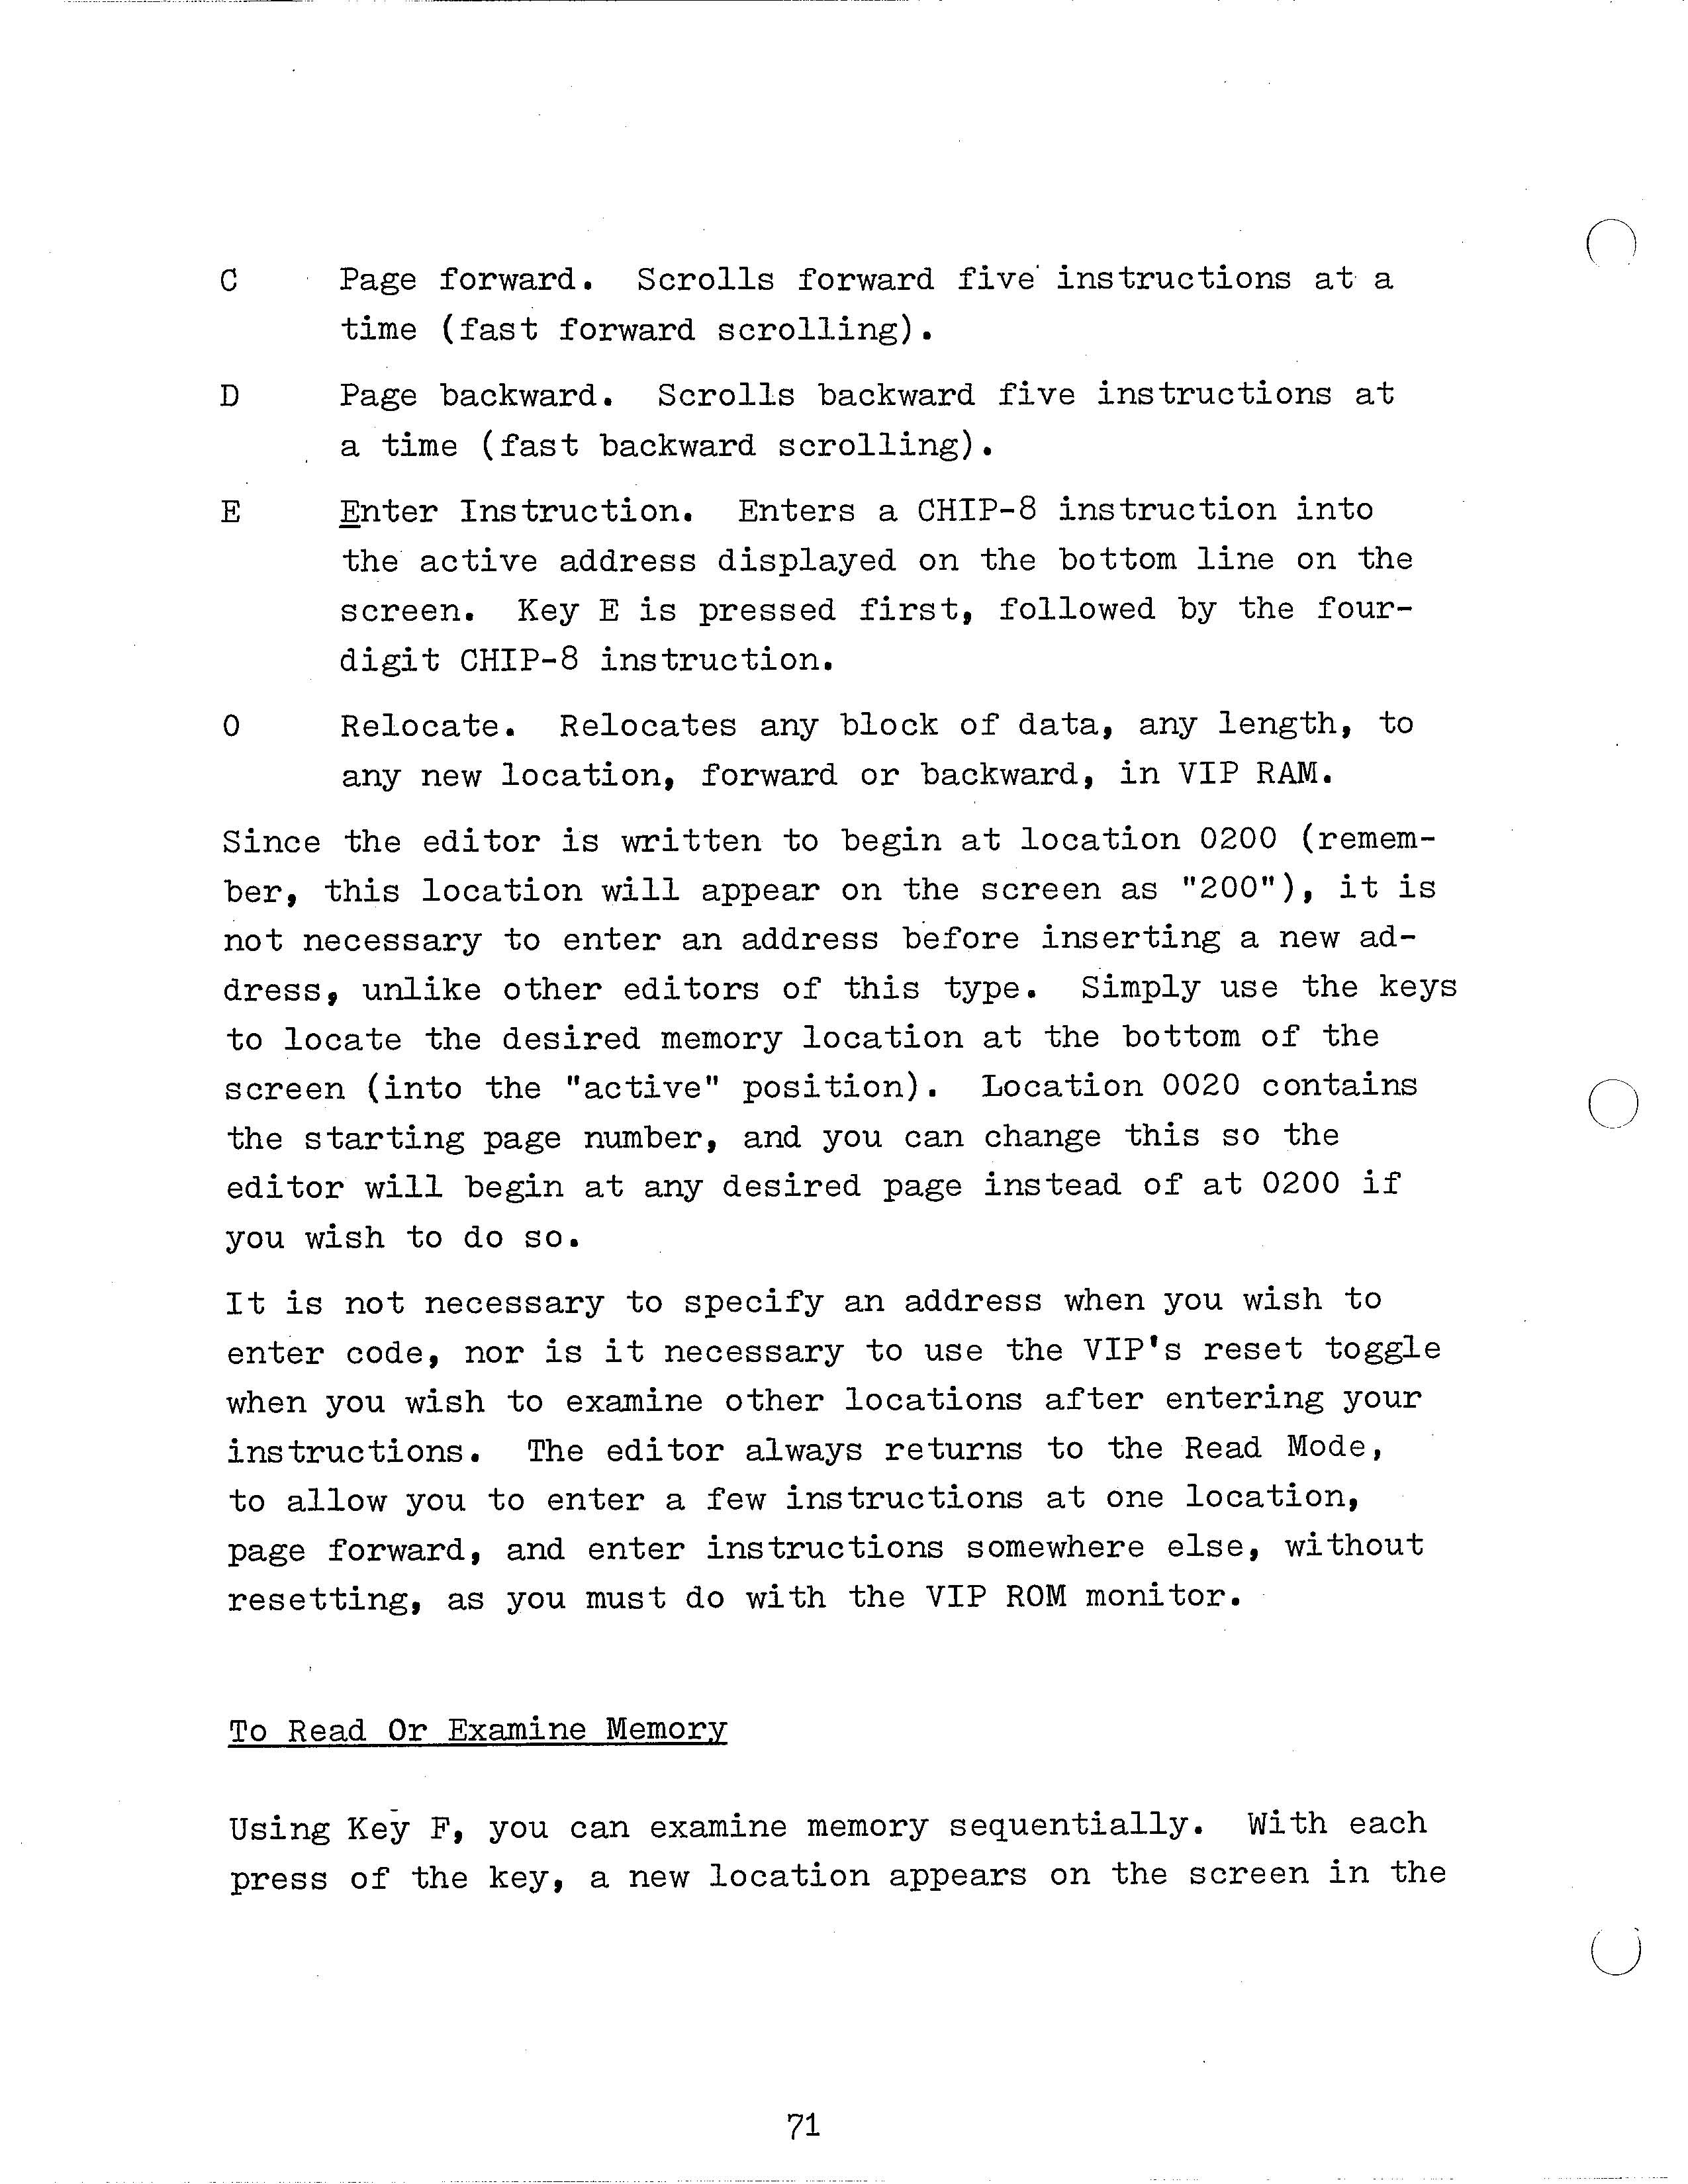 C Page forward. Scrolls forward five instructions at a
time (fast forward scrolling).
D Page backward. Scrolls backward five instructions at
a time (fast backward scrolling).
E Enter Instruction. Enters a CHIP-8 instruction into
the active address displayed on the bottom line on the
screen. Key E is pressed first, followed by the four-
digit CHIP-8 instruction.
0 Relocate. Relocates any block of data, any length, to
any new location, forward or backward, in VIP RAM.
Since the editor is written to begin at location 0200 (remem-
ber, this location will appear on the screen as "200"), it is
not necessary to enter an address before inserting a new ad-
dress, unlike other editors of this type. Simply use the keys
to locate the desired memory location at the bottom of the
screen (into the "active" position). Location 0020 contains
the starting page number, and you can change this so the
editor will begin at any desired page instead of at 0200 if
you wish to do so.
It is not necessary to specify an address when you wish to
enter code, nor is it necessary to use the VIP's reset toggle
when you wish to examine other locations after entering your
instructions. The editor always returns to the Read Mode,
to allow you to enter a few instructions at one location,
page forward, and enter instructions somewhere else, without
resetting, as you must do with the VIP ROM monitor.
To Read Or Examine Memory
Using Key F, you can examine memory sequentially. With each
press of the key, a new location appears on the screen in the
71